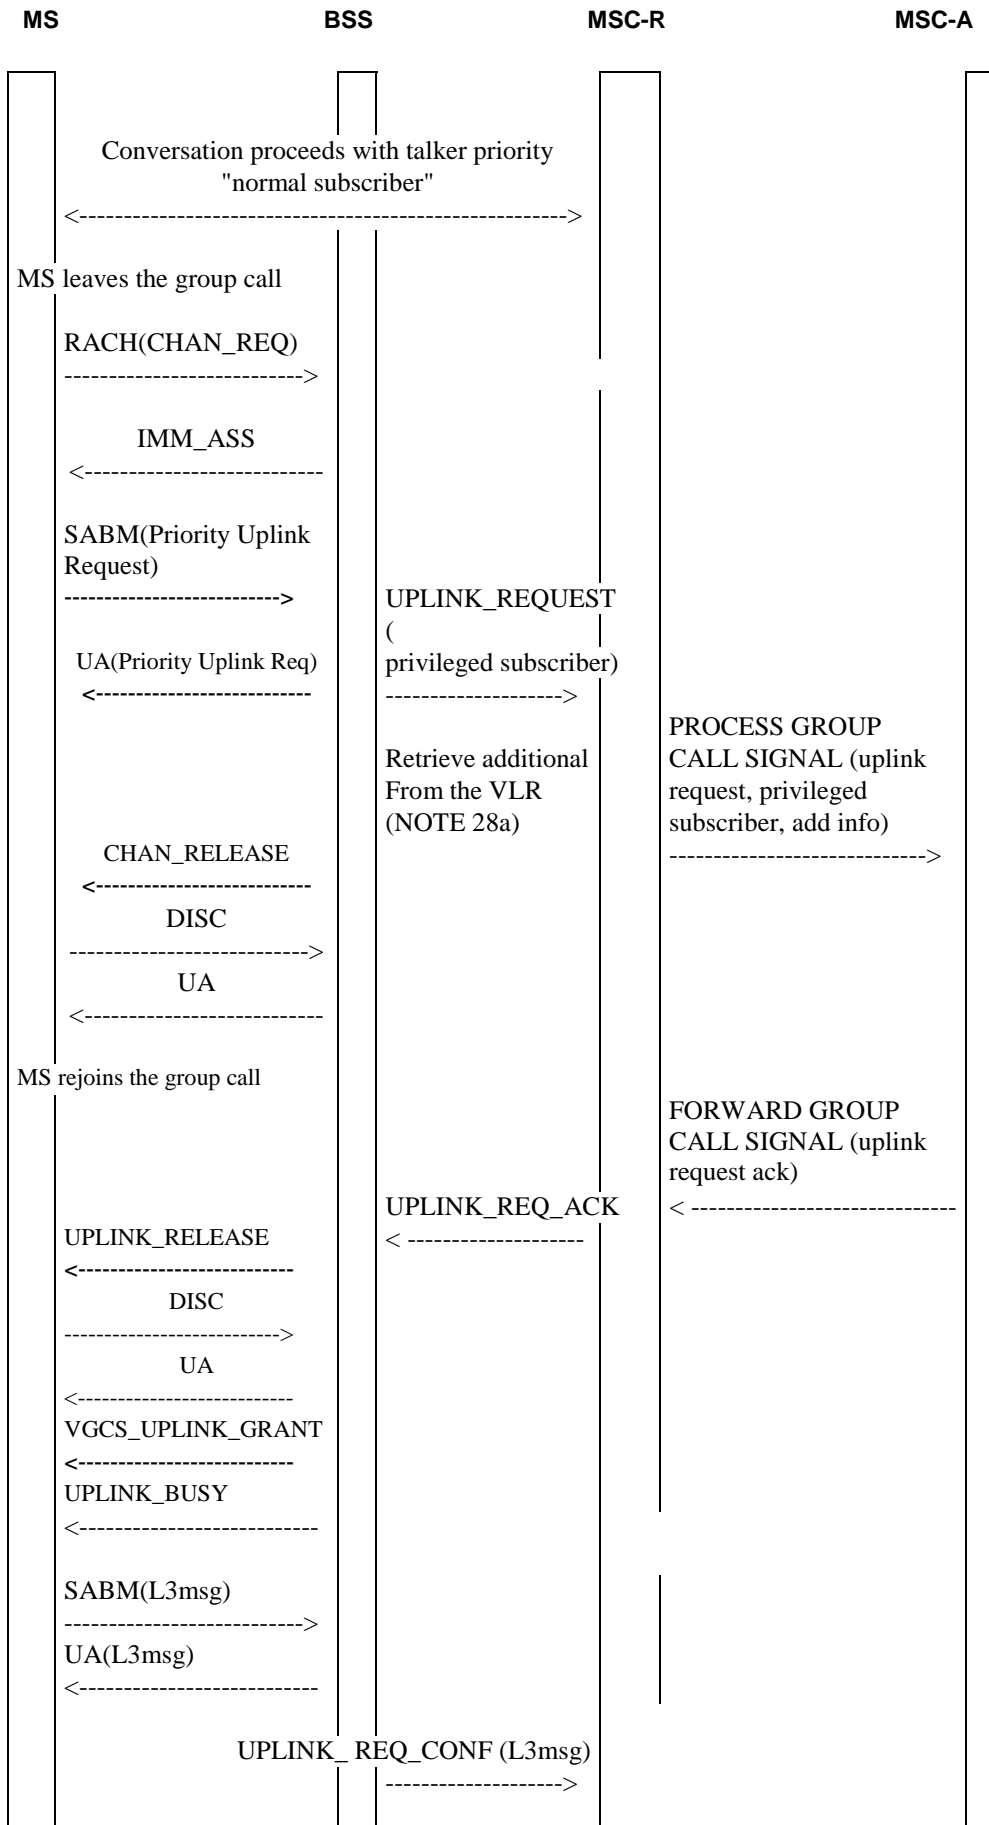 MS BSS MSC-R MSC-A
Conversation proceeds with talker priority
"normal subscriber"
<------------------------------------------------------>
MS leaves the group call
RACH(CHAN_REQ)
--------------------------->
IMM_ASS
<---------------------------
SABM(Priority Uplink
Request)
--------------------------->
UPLINK_REQUEST
(
privileged subscriber)
-------------------->
UA(Priority Uplink Req)
<---------------------------
PROCESS GROUP
CALL SIGNAL (uplink
request, privileged
subscriber, add info)
----------------------------->
Retrieve additional
From the VLR
(NOTE 28a)
CHAN_RELEASE
<---------------------------
DISC
--------------------------->
UA
<---------------------------
MS rejoins the group call
FORWARD GROUP
CALL SIGNAL (uplink
request ack)
< ------------------------------
UPLINK_REQ_ACK
< --------------------
UPLINK_RELEASE
<---------------------------
DISC
--------------------------->
UA
<---------------------------
VGCS_UPLINK_GRANT
<---------------------------
UPLINK_BUSY
<---------------------------
SABM(L3msg)
--------------------------->
UA(L3msg)
<---------------------------
UPLINK_ REQ_CONF (L3msg)
-------------------->